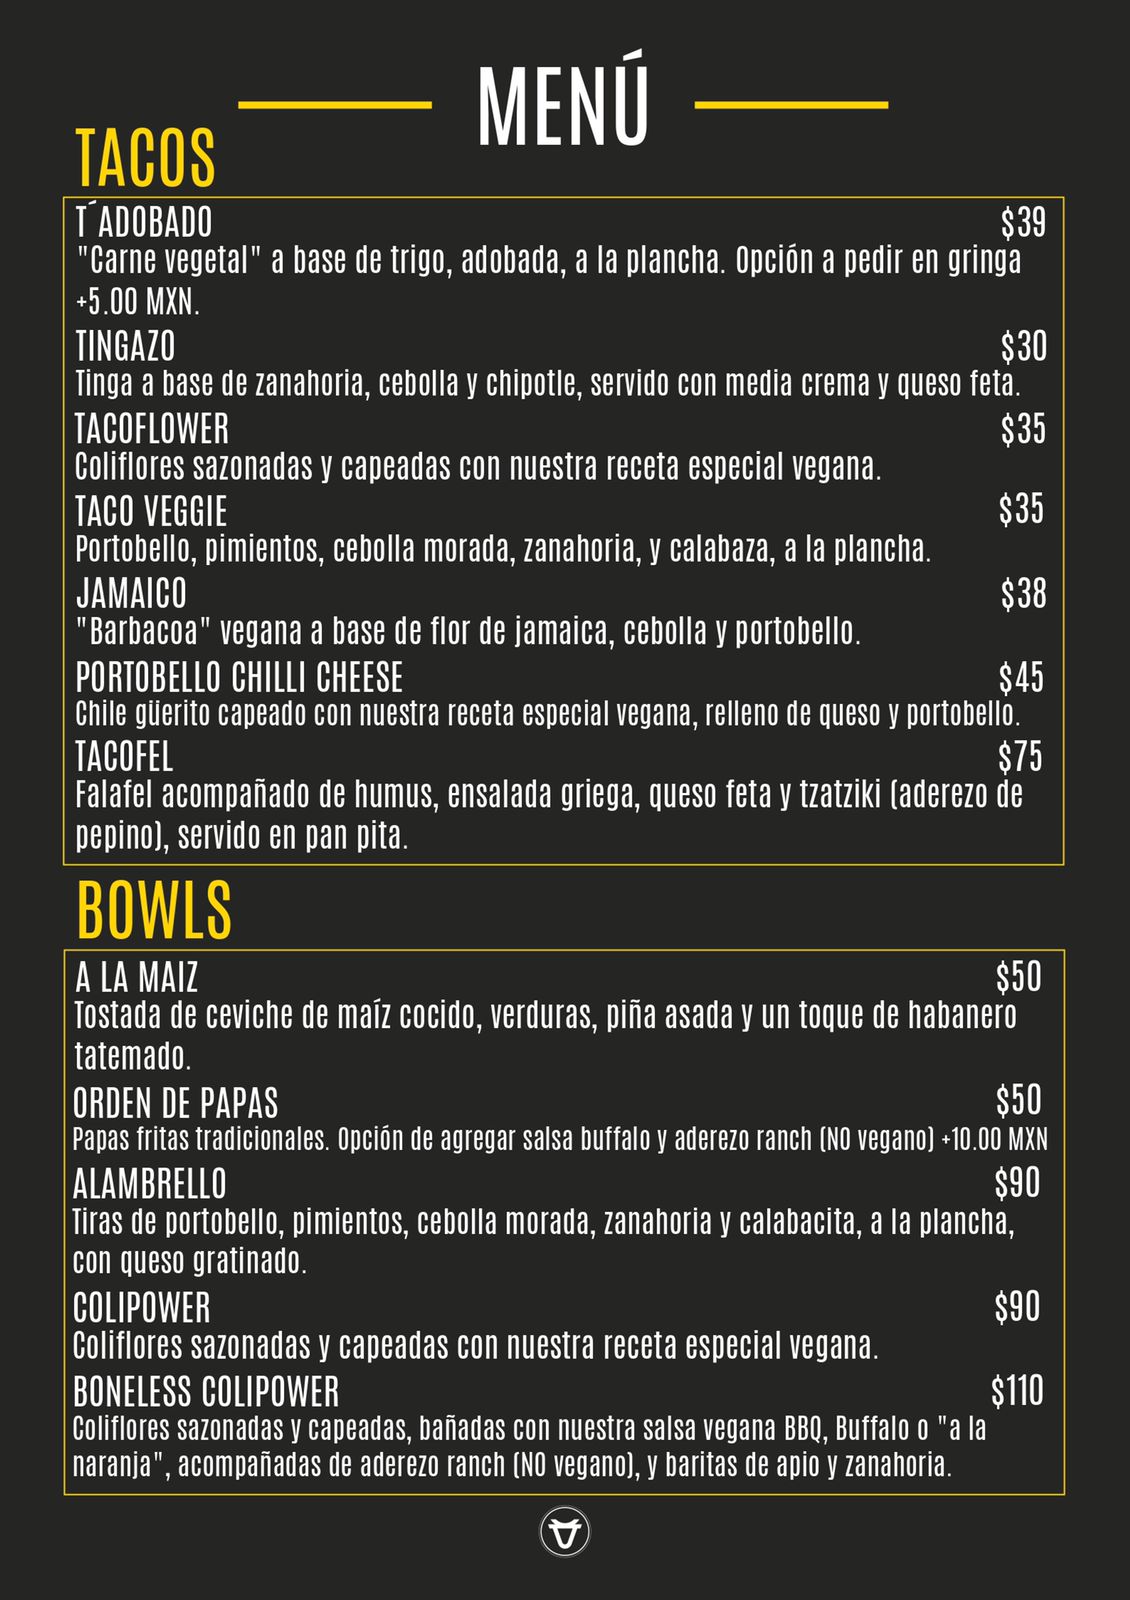 MENÚ
TACOS
T´ADOBADO $39
"Carne vegetal" a base de trigo, adobada, a la plancha. Opción a pedir en gringa
+5.00 MXN.
TINGAZO $30
Tinga a base de zanahoria, cebolla y chipotle, servido con media crema y queso feta.
TACOFLOWER $35
Coliflores sazonadas y capeadas con nuestra receta especial vegana.
TACO VEGGIE $35
Portobello, pimientos, cebolla morada, zanahoria, y calabaza, a la plancha.
JAMAICO $38
"Barbacoa" vegana a base de flor de jamaica, cebolla y portobello.
PORTOBELLO CHILLI CHEESE $45
Chile güerito capeado con nuestra receta especial vegana, relleno de queso y portobello.
TACOFEL $75
Falafel acompañado de humus, ensalada griega, queso feta y tzatziki (aderezo de
pepino), servido en pan pita.
BOWLS
A LA MAIZ $50
Tostada de ceviche de maíz cocido, verduras, piña asada y un toque de habanero
tatemado.
ORDEN DE PAPAS $50
Papas fritas tradicionales. Opción de agregar salsa buffalo y aderezo ranch (NO vegano) +10.00 MXN
ALAMBRELLO $90
Tiras de portobello, pimientos, cebolla morada, zanahoria y calabacita, a la plancha,
con queso gratinado.
COLIPOWER $90
Coliflores sazonadas y capeadas con nuestra receta especial vegana.
BONELESS COLIPOWER $110
Coliflores sazonadas y capeadas, bañadas con nuestra salsa vegana BBQ, Buffalo o "a la
naranja", acompañadas de aderezo ranch (NO vegano), y baritas de apio y zanahoria.